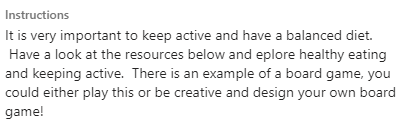 Instructions
It is very important to keep active and have a balanced diet.
Have a look at the resources below and eplore healthy eating
and keeping active.  There is an example of a board game, you
could either play this or be creative and design your own board
game!